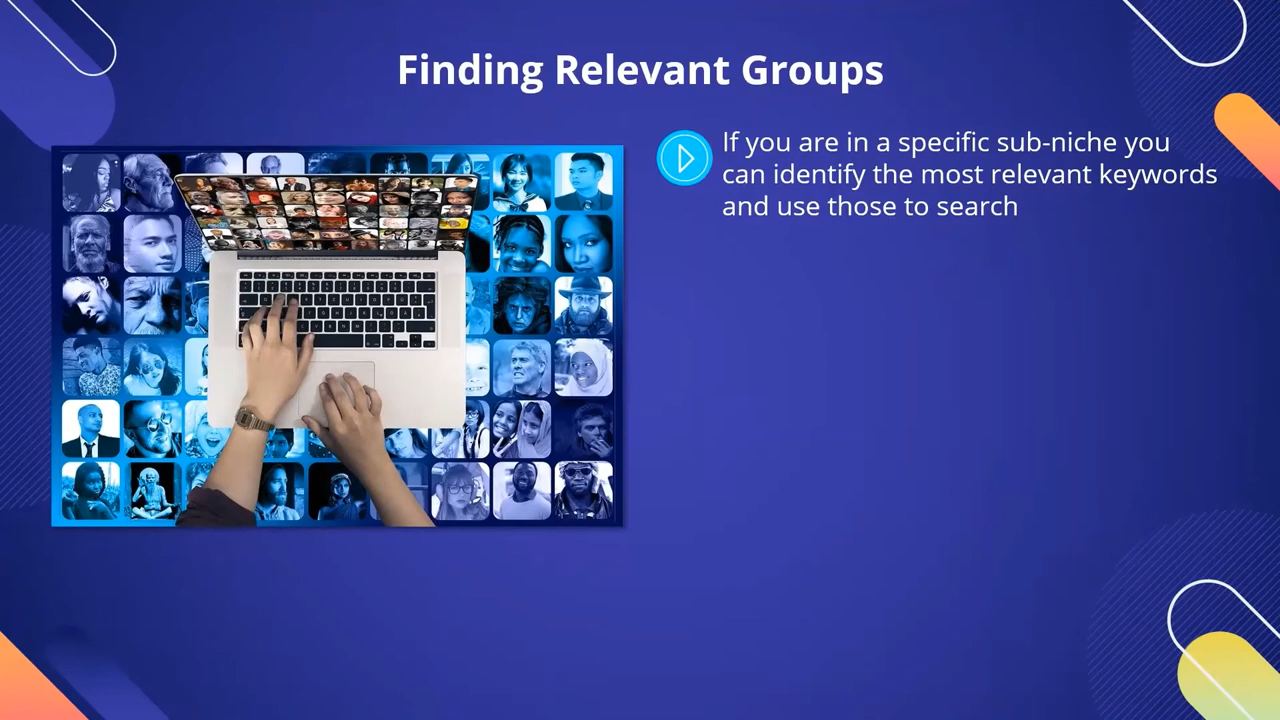 Finding Relevant Groups
If you are in a specific sub-niche you
can identify the most relevant keywords
and use those to search